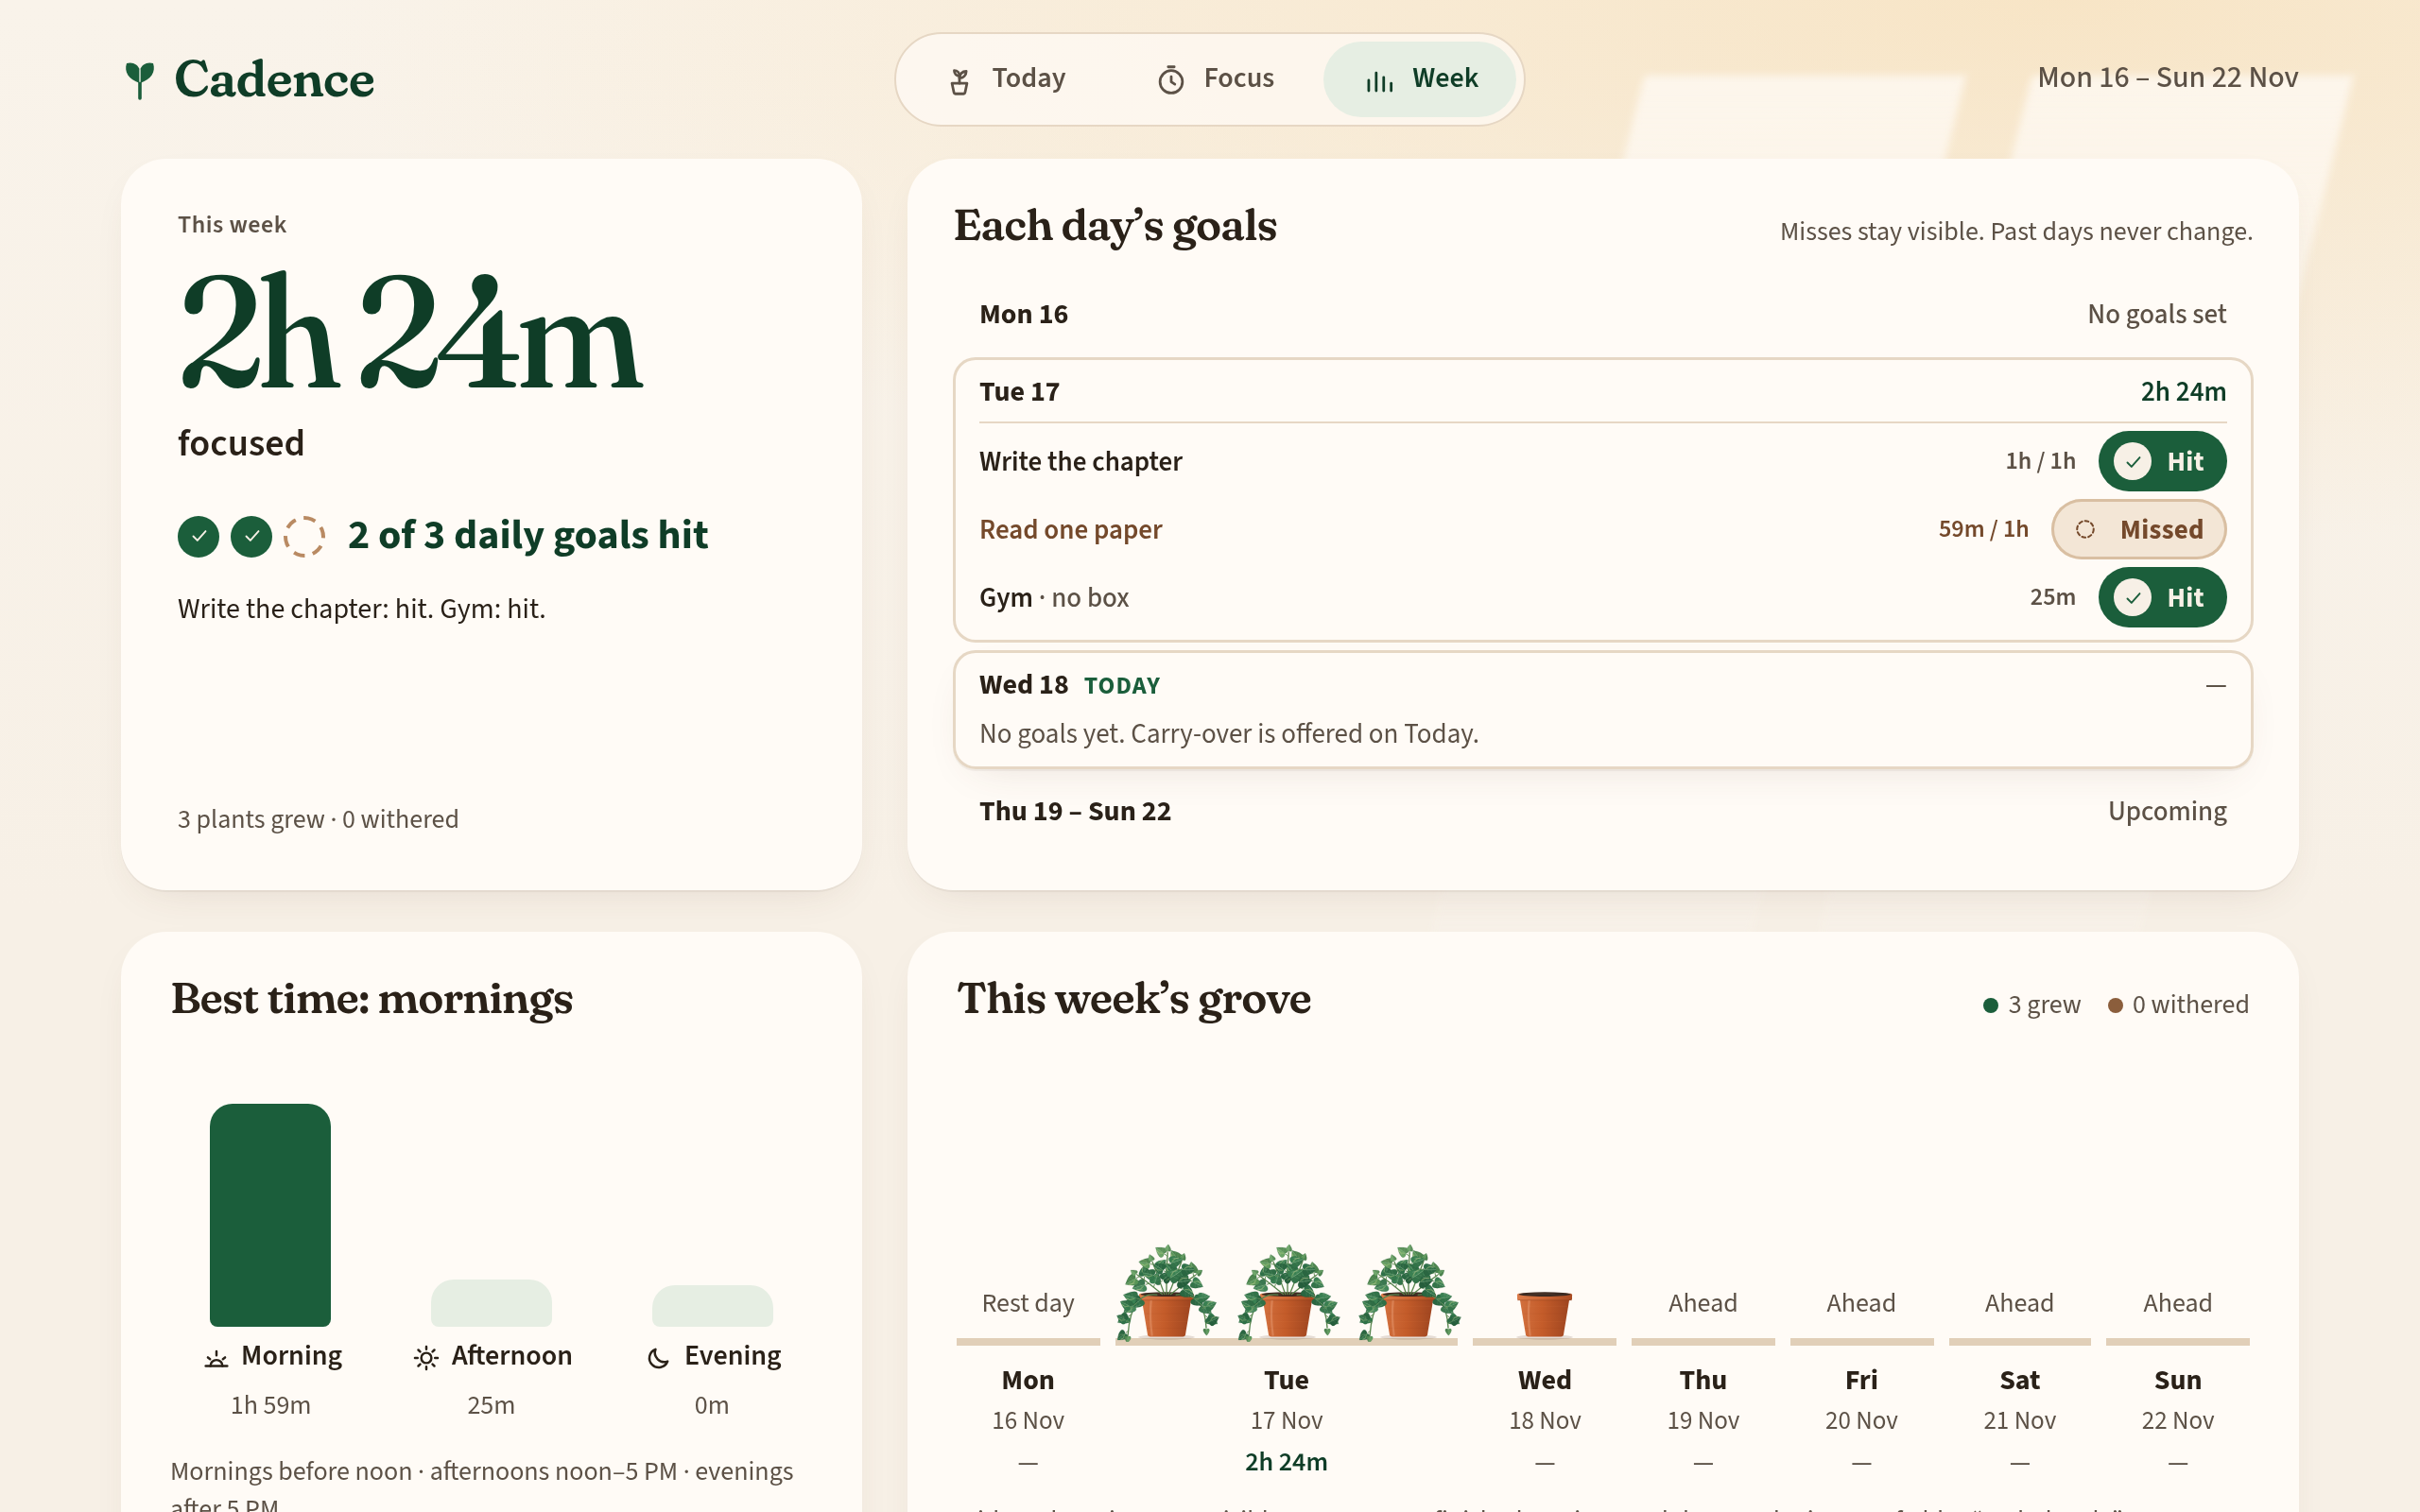 Cadence
Today
Focus
Week
Mon 16 – Sun 22 Nov
This week
2h 24m
focused
2 of 3 daily goals hit
Write the chapter: hit. Gym: hit.
3 plants grew · 0 withered
Each day’s goals
Misses stay visible. Past days never change.
Mon 16
No goals set
Tue 17
2h 24m
Write the chapter
1h / 1h
Hit
Read one paper
59m / 1h
Missed
Gym · no box
25m
Hit
Wed 18 TODAY
—
No goals yet. Carry-over is offered on Today.
Thu 19 – Sun 22
Upcoming
Best time: mornings
Morning
Afternoon
Evening
1h 59m
25m
0m
Mornings before noon · afternoons noon–5 PM · evenings
after 5 PM
This week’s grove
3 grew
0 withered
Rest day
Ahead
Ahead
Ahead
Ahead
Mon
Tue
Wed
Thu
Fri
Sat
Sun
16 Nov
17 Nov
18 Nov
19 Nov
20 Nov
21 Nov
22 Nov
—
2h 24m
—
—
—
—
—